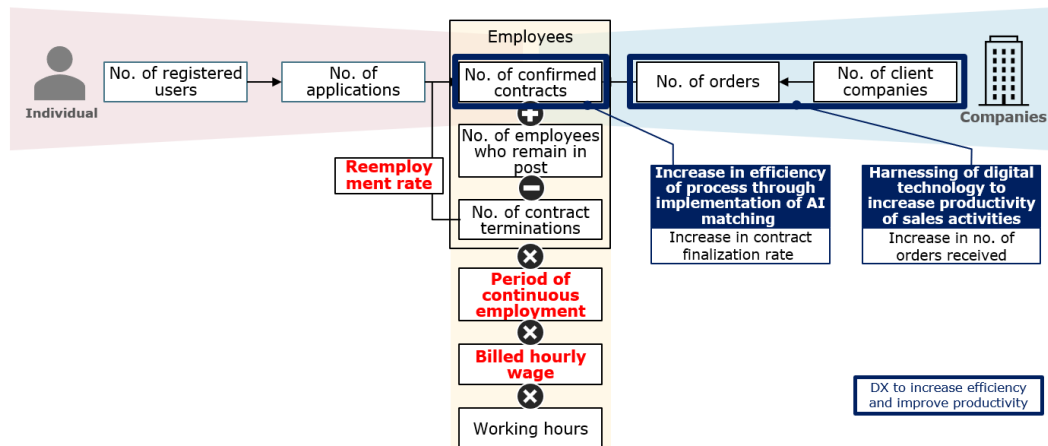 Employees
No. of registered
users
No. of
applications
No. of confirmed
contracts
No. of orders
No. of client
companies
Individual
Companies
No. of employees
who remain in
post
Reemploy
ment rate
No. of contract
terminations
Increase in efficiency
of process through
implementation of AI
matching
Increase in contract
finalization rate
Harnessing of digital
technology to
increase productivity
of sales activities
Increase in no. of
orders received
Period of
continuous
employment
Billed hourly
wage
Working hours
DX to increase efficiency
and improve productivity